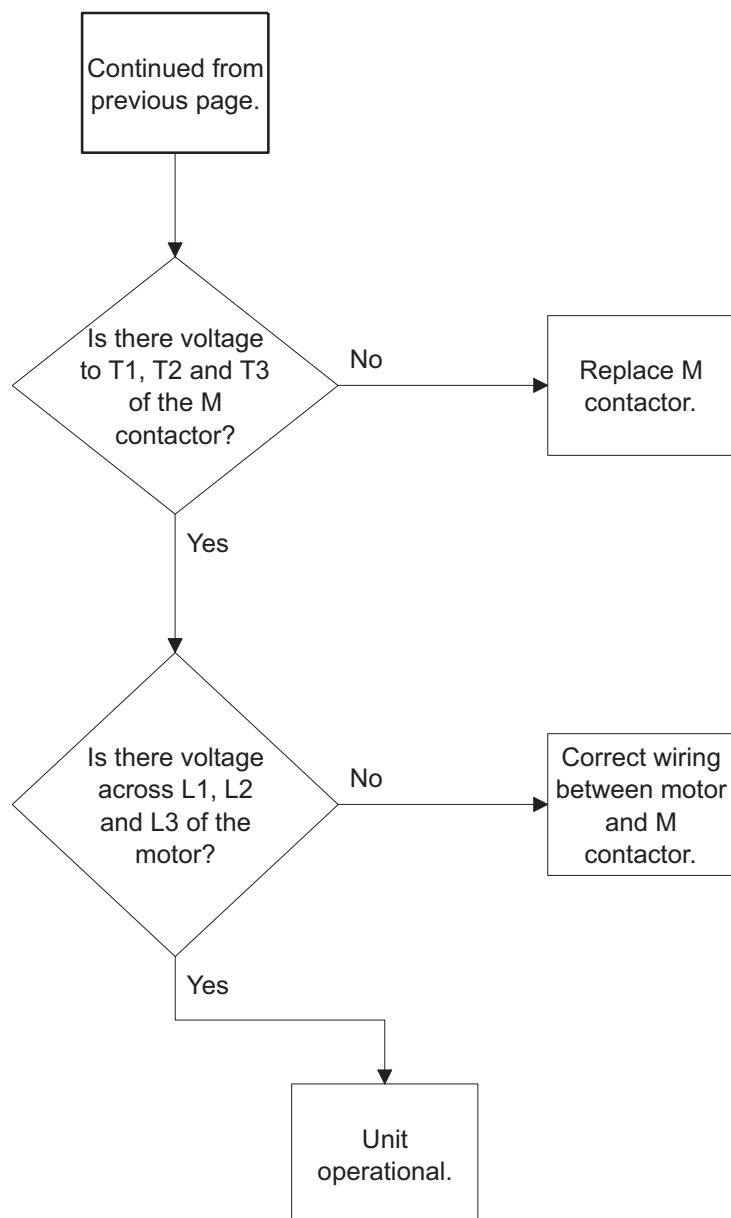 Continued from
previous page.
Is there voltage
to T1, T2 and T3
of the M
contactor?
No
Replace M
contactor.
Yes
Is there voltage
across L1, L2
and L3 of the
motor?
No
Correct wiring
between motor
and M
contactor.
Yes
Unit
operational.